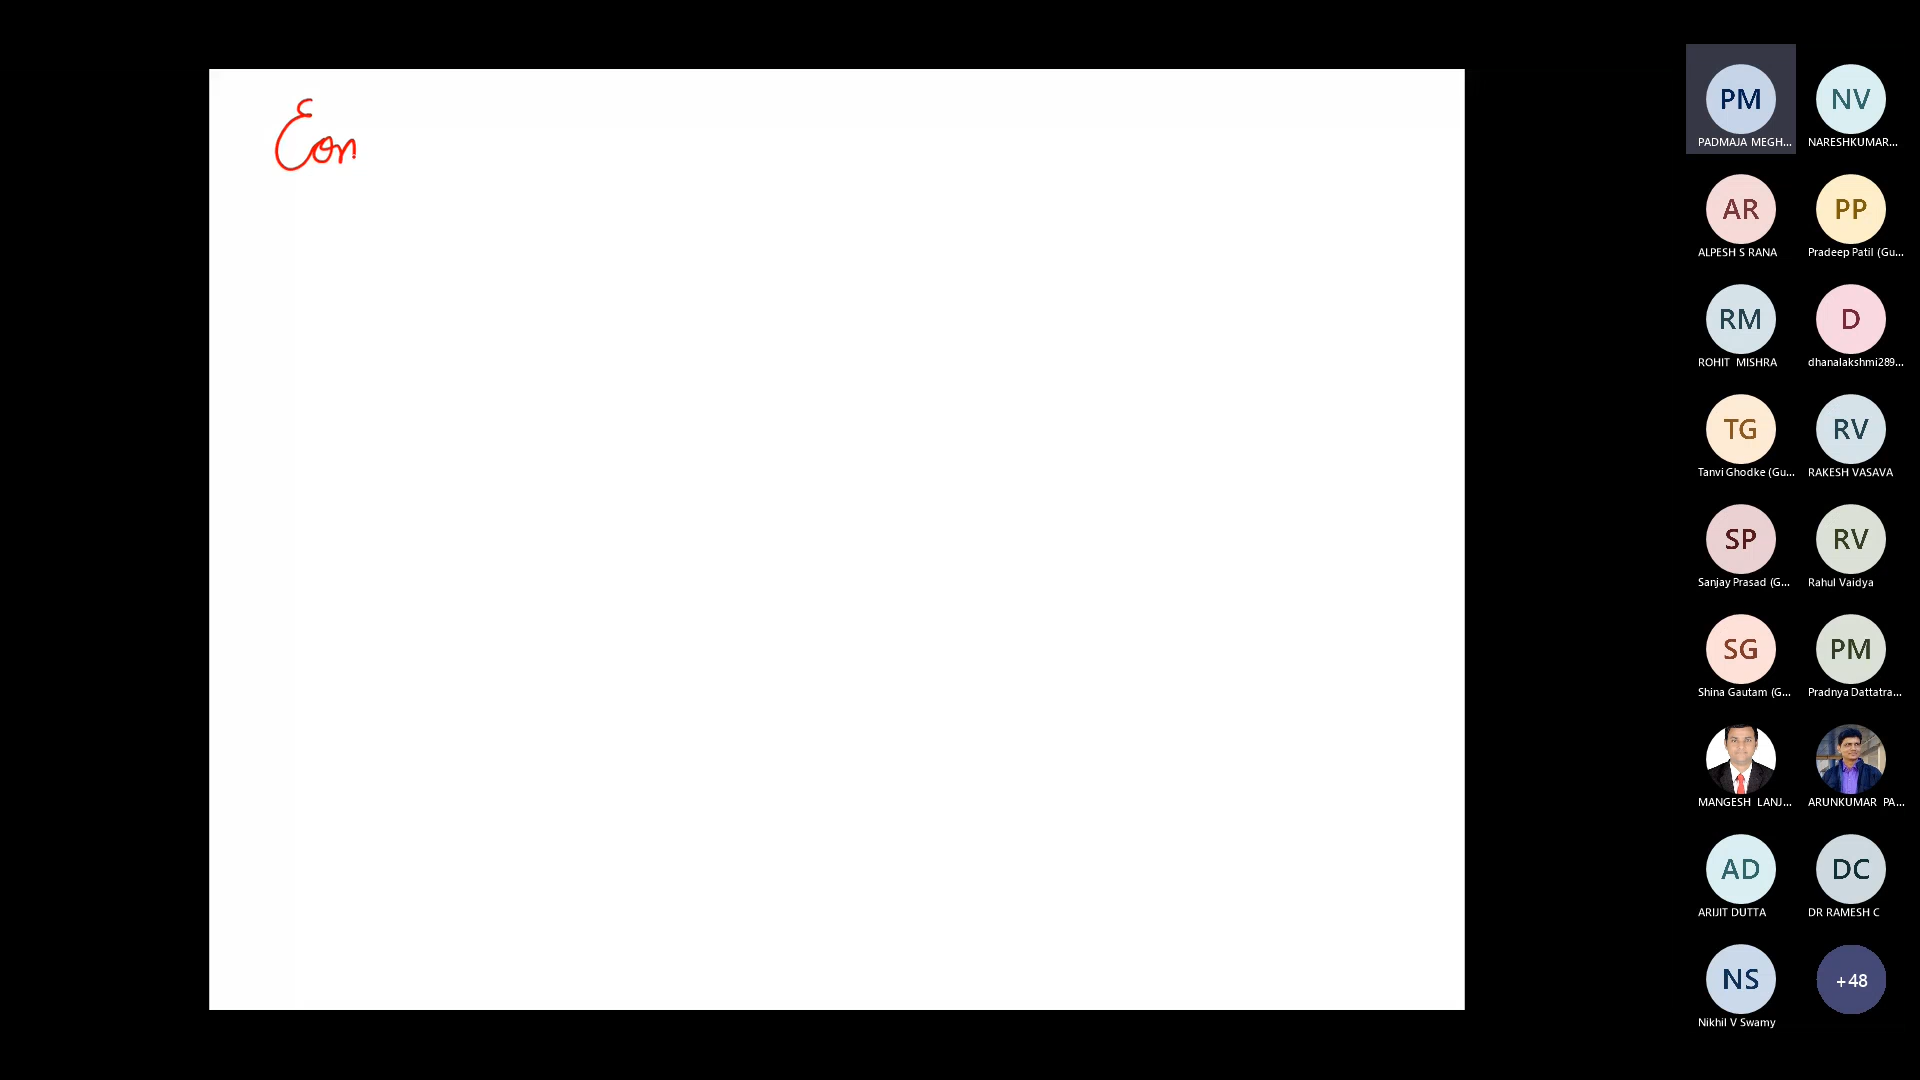 Eon
PM
PADMAJA MEGH...
NV
NARESHKUMAR...
AR
ALPESH S RANA
PP
Pradeep Patil (Gu...
RM
ROHIT MISHRA
D
dhanalakshmi289...
TG
Tanvi Ghodke (Gu...
RV
RAKESH VASAVA
SP
Sanjay Prasad (G...
RV
Rahul Vaidya
SG
Shina Gautam (G...
PM
Pradnya Dattatra...
MANGESH LANJ...
ARUNKUMAR PA...
AD
ARIJIT DUTTA
DC
DR RAMESH C
NS
Nikhil V Swamy
+48